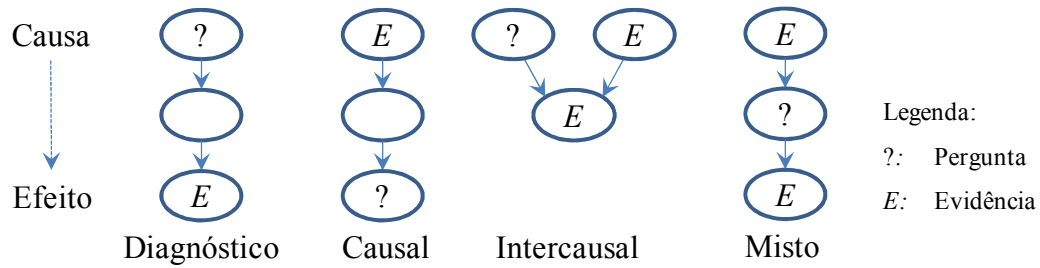 Causa
? E ? E E
E ?
Efeito
E ? E
Diagnóstico Causal Intercausal Misto
Legenda:
?: Pergunta
E: Evidência